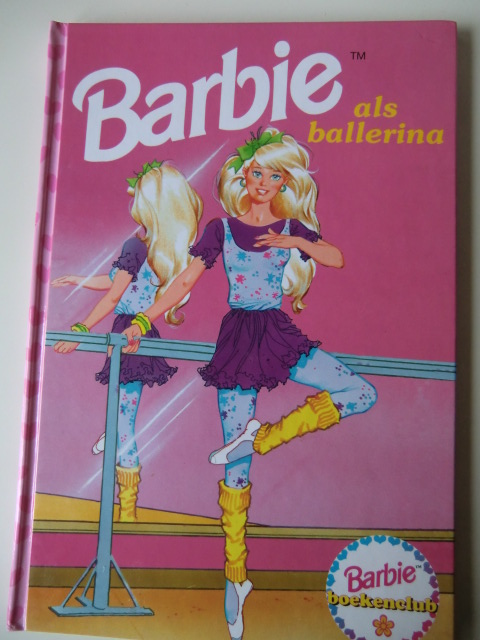 Barbie™
als
ballerina
Barbie™
boekenclub